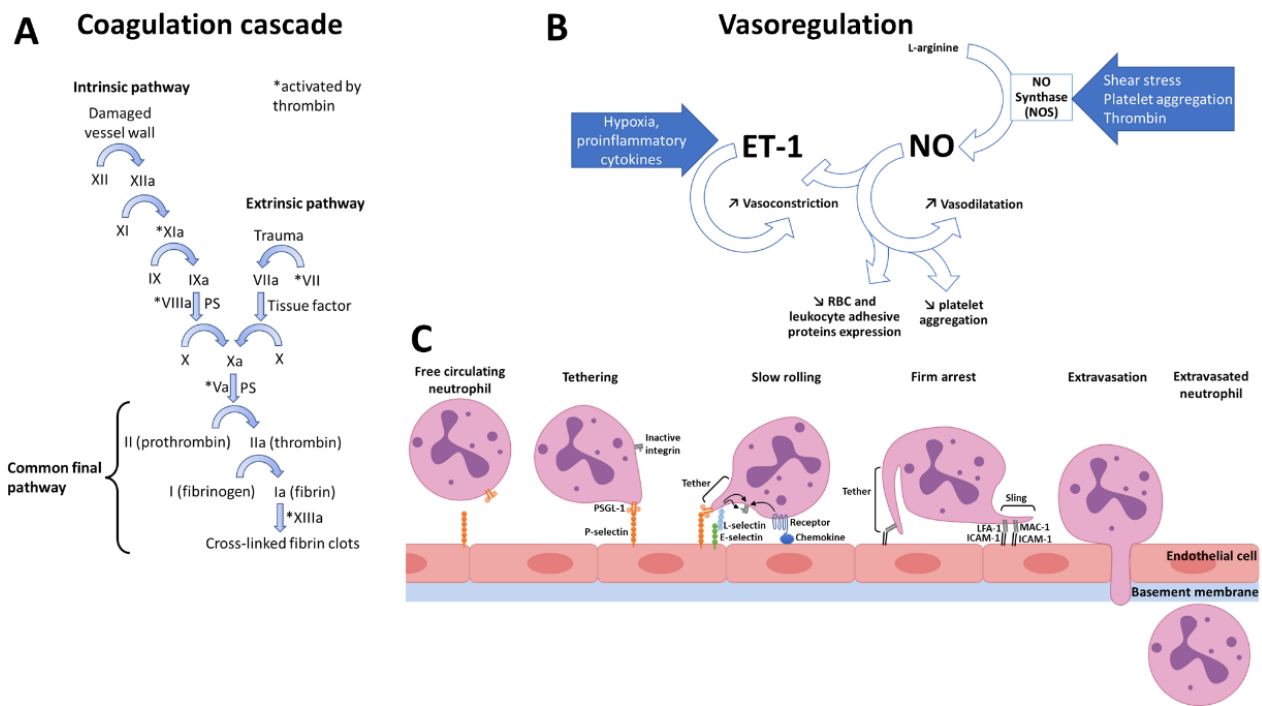 A
Coagulation cascade
Intrinsic pathway
*activated by
thrombin
Damaged
vessel wall
XII
XIIa
Extrinsic pathway
XI
*XIa
Trauma
IX
IXa
VIIa
*VII
*VIIIa
PS
Tissue factor
X
Xa
X
*Va
PS
II (prothrombin)
IIa (thrombin)
Common final
pathway
I (fibrinogen)
Ia (fibrin)
*XIIIa
Cross-linked fibrin clots
B
Vasoregulation
L-arginine
NO
Synthase
(NOS)
Shear stress
Platelet aggregation
Thrombin
Hypoxia,
proinflammatory
cytokines
ET-1
NO
↗ Vasoconstriction
↗ Vasodilatation
↘ RBC and
leukocyte adhesive
proteins expression
↘ platelet
aggregation
C
Free circulating
neutrophil
Tethering
Slow rolling
Firm arrest
Extravasation
Extravasated
neutrophil
Inactive
integrin
PSGL-1
P-selectin
Tether
L-selectin
E-selectin
Receptor
Chemokine
Tether
Sling
LFA-1
MAC-1
ICAM-1
ICAM-1
Endothelial cell
Basement membrane